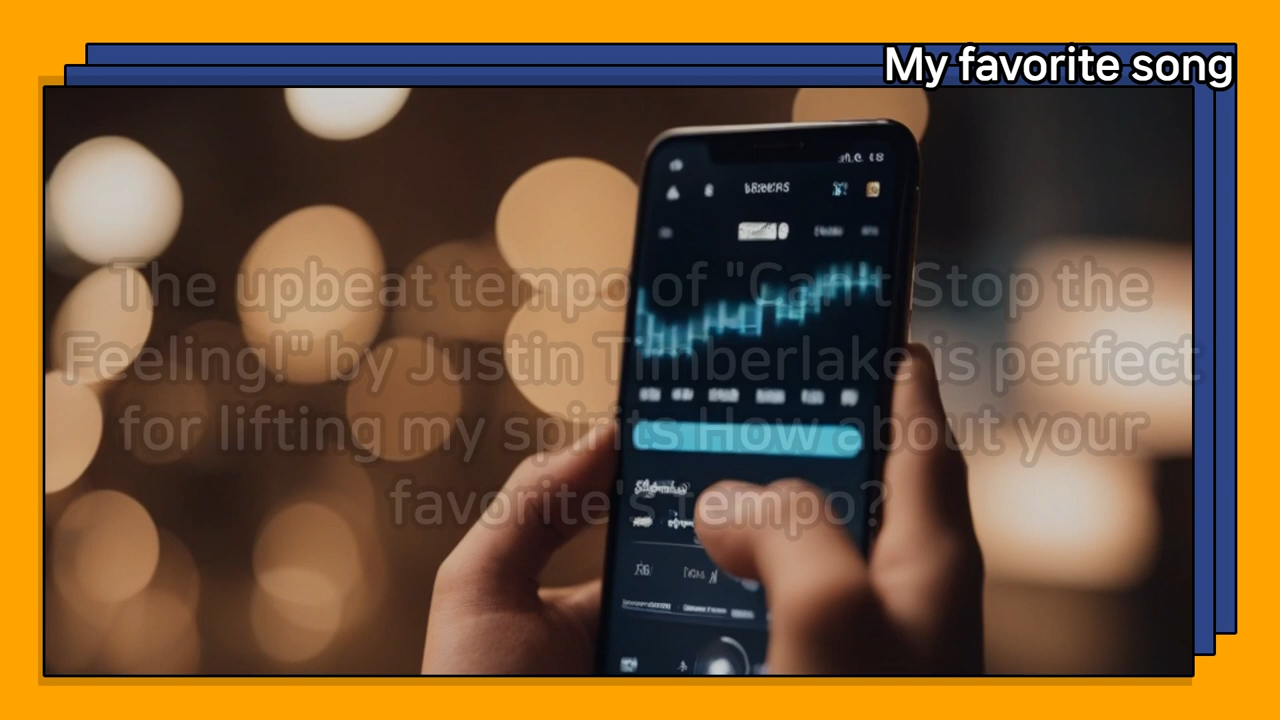 My favorite song
The upbeat tempo of "Can't Stop the
Feeling!" by Justin Timberlake is perfect
for lifting my spirits How about your
favorite's tempo?